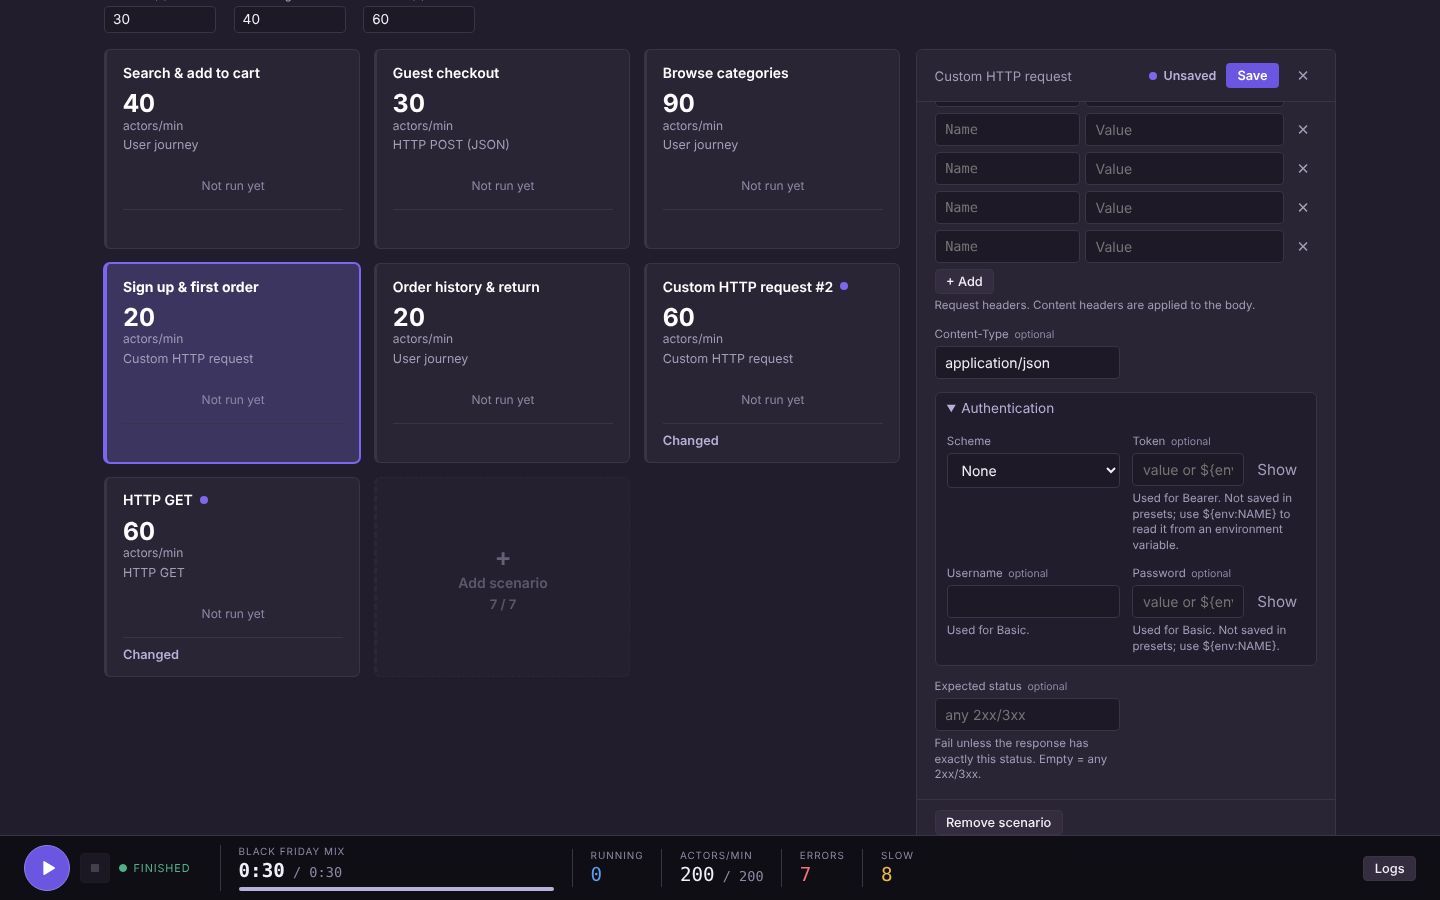 30
40
60
Search & add to cart
40
actors/min
User journey
Not run yet
Guest checkout
30
actors/min
HTTP POST (JSON)
Not run yet
Browse categories
90
actors/min
User journey
Not run yet
Sign up & first order
20
actors/min
Custom HTTP request
Not run yet
Order history & return
20
actors/min
User journey
Not run yet
Custom HTTP request #2
60
actors/min
Custom HTTP request
Not run yet
Changed
HTTP GET
60
actors/min
HTTP GET
Not run yet
Changed
+
Add scenario
7 / 7
Custom HTTP request
Unsaved
Save
×
Name Value ×
Name Value ×
Name Value ×
Name Value ×
+ Add
Request headers. Content headers are applied to the body.
Content-Type optional
application/json
▼ Authentication
Scheme
None
Token optional
value or ${en
Show
Used for Bearer. Not saved in
presets; use ${env:NAME} to
read it from an environment
variable.
Username optional
Used for Basic.
Password optional
value or ${en
Show
Used for Basic. Not saved in
presets; use ${env:NAME}.
Expected status optional
any 2xx/3xx
Fail unless the response has
exactly this status. Empty = any
2xx/3xx.
Remove scenario
FINISHED
BLACK FRIDAY MIX
0:30 / 0:30
RUNNING
0
ACTORS/MIN
200 / 200
ERRORS
7
SLOW
8
Logs